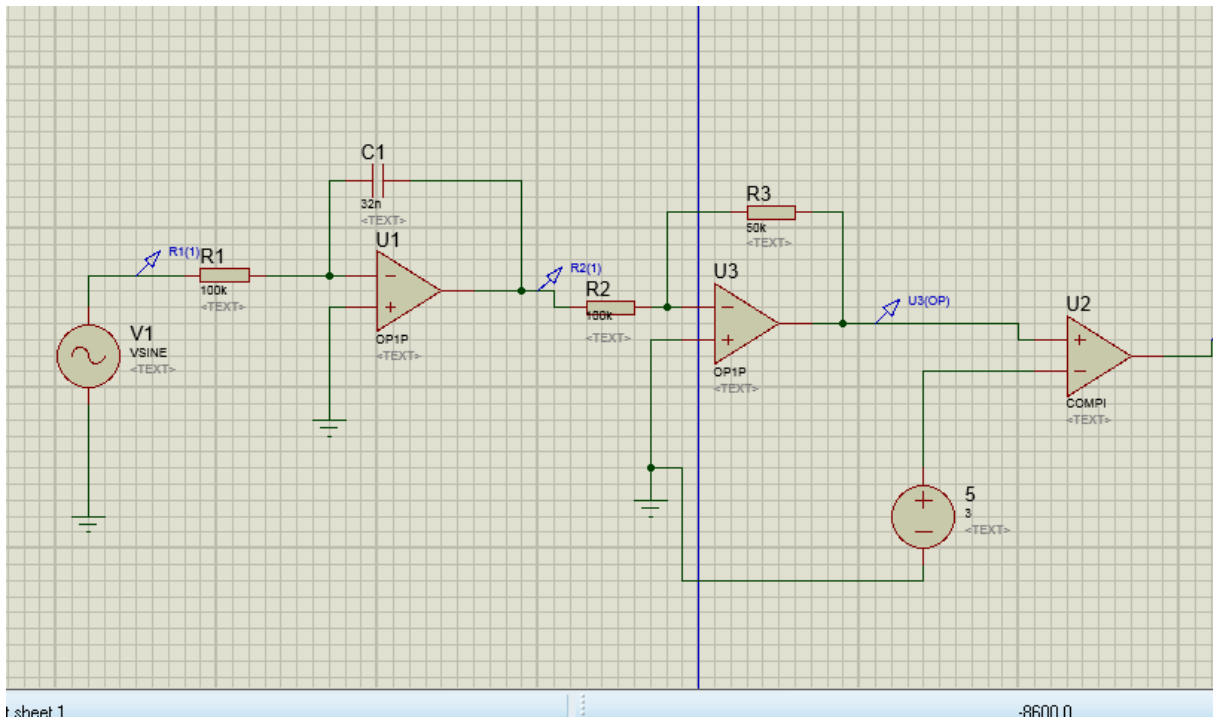 C1
32n
<TEXT>
U1
OP1P
<TEXT>
R1(1)
R1
100k
<TEXT>
V1
VSINE
<TEXT>
R2(1)
R2
100k
<TEXT>
R3
50k
<TEXT>
U3
OP1P
<TEXT>
U3(OP)
U2
COMPI
<TEXT>
5
3
<TEXT>
t sheet 1
-8600.0